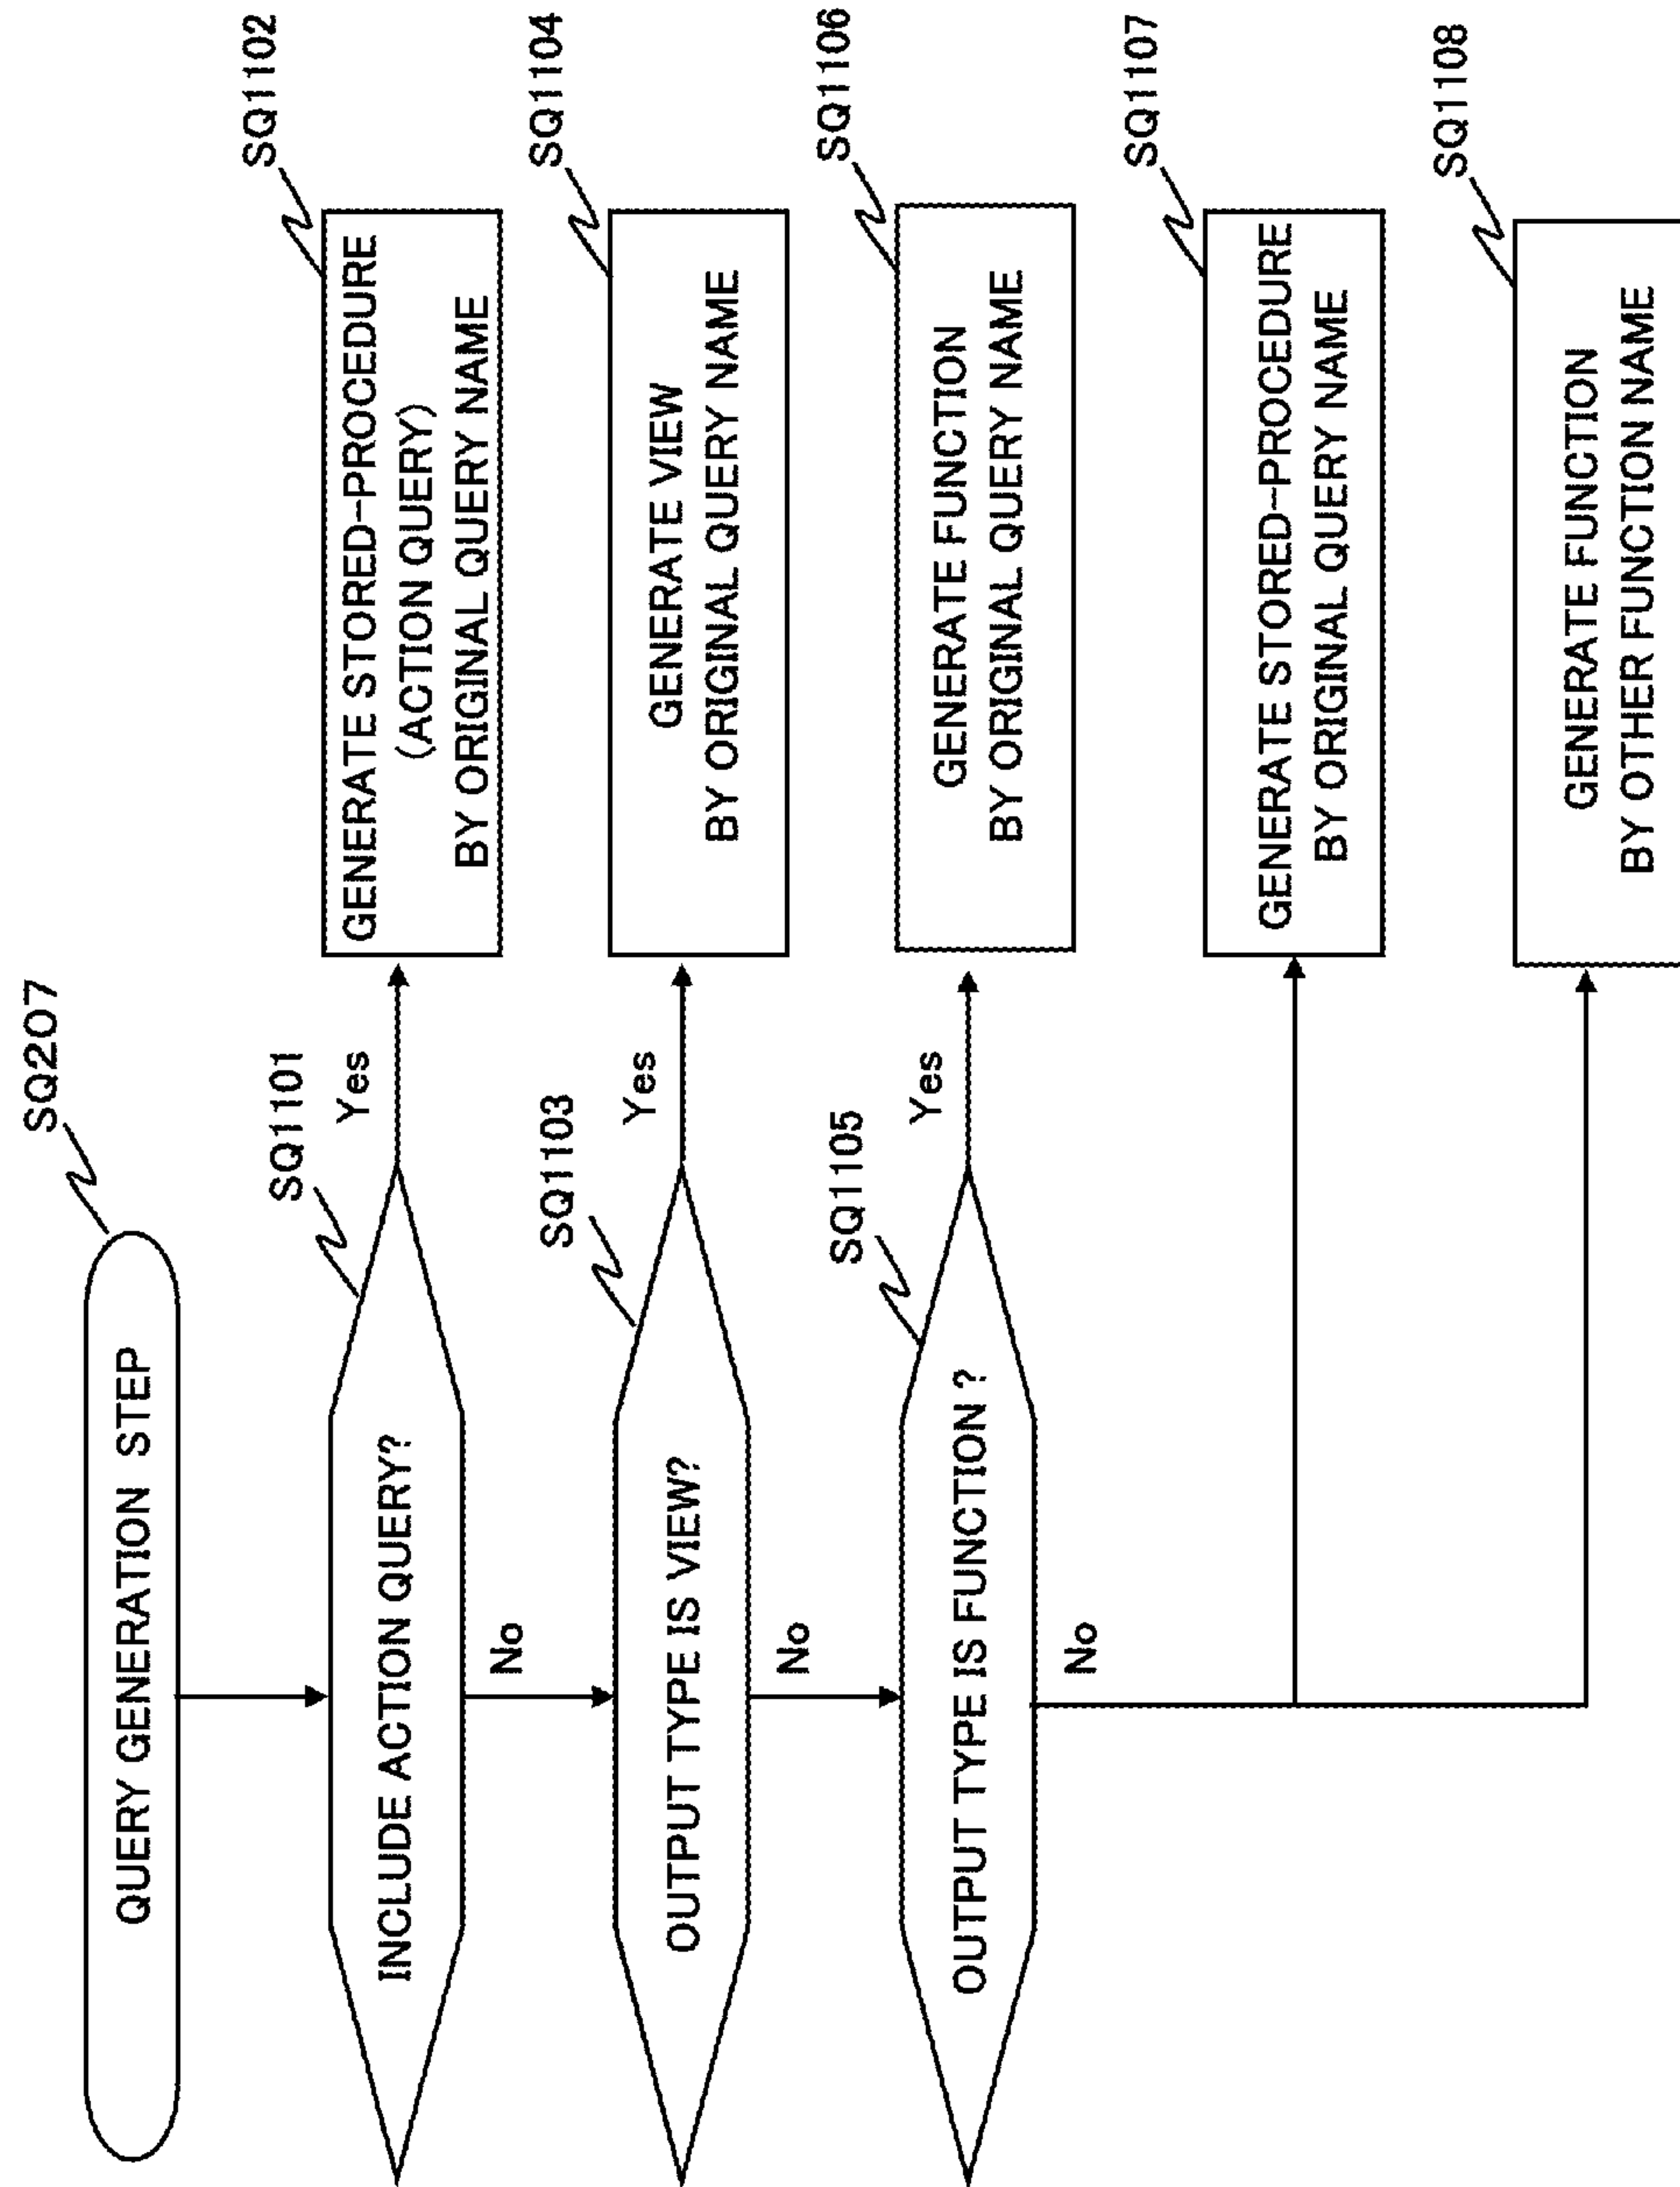 SQ207
QUERY GENERATION STEP
SQ1101
INCLUDE ACTION QUERY?
Yes
No
SQ1102
GENERATE STORED-PROCEDURE
(ACTION QUERY)
BY ORIGINAL QUERY NAME
SQ1103
OUTPUT TYPE IS VIEW?
Yes
No
SQ1104
GENERATE VIEW
BY ORIGINAL QUERY NAME
SQ1105
OUTPUT TYPE IS FUNCTION ?
Yes
No
SQ1106
GENERATE FUNCTION
BY ORIGINAL QUERY NAME
SQ1107
GENERATE STORED-PROCEDURE
BY ORIGINAL QUERY NAME
SQ1108
GENERATE FUNCTION
BY OTHER FUNCTION NAME